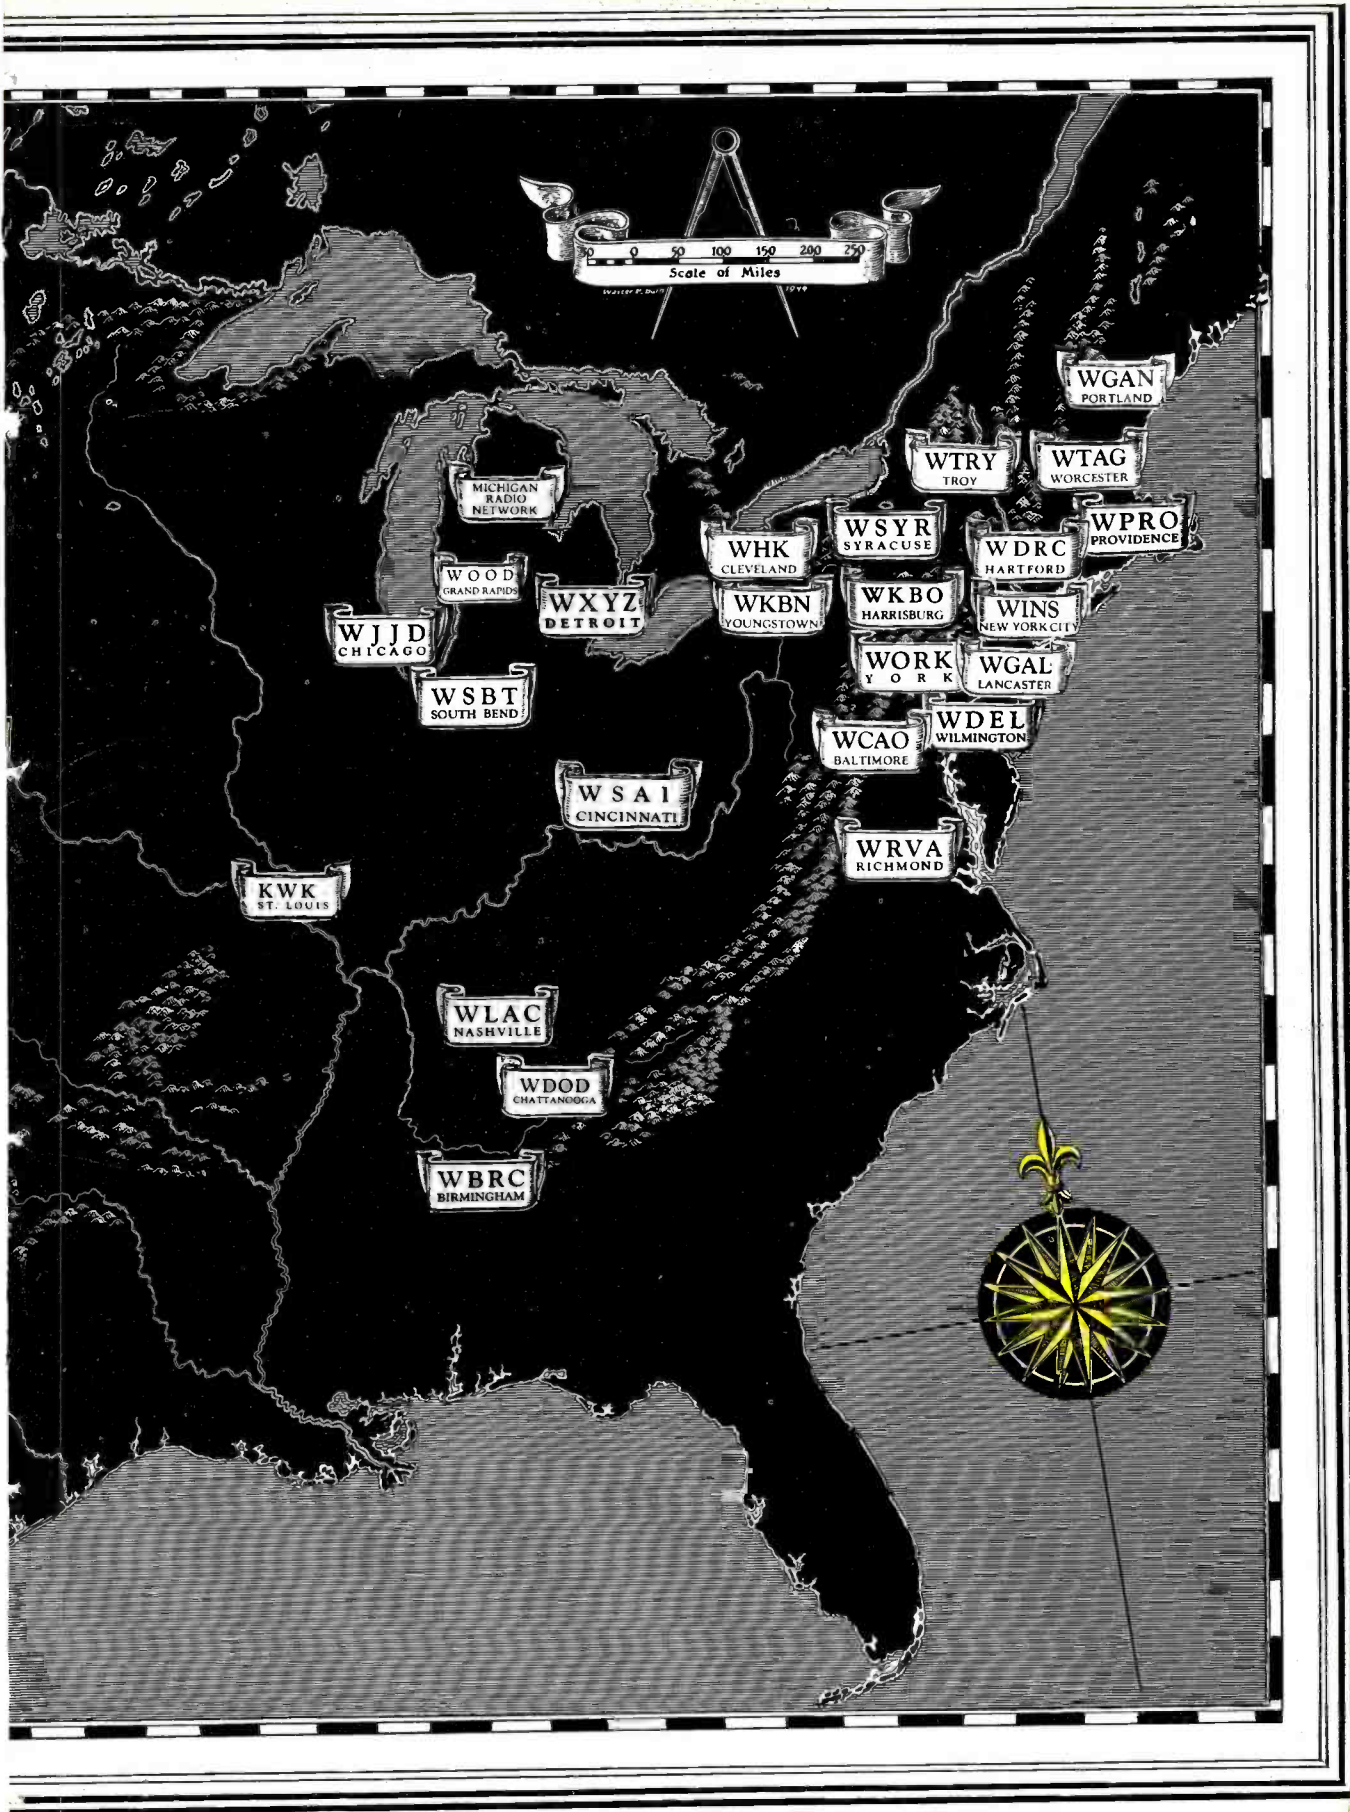 50 0 50 100 150 200 250
Scale of Miles
1949
WGAN
PORTLAND
WTRY
TROY
WTAG
WORCESTER
MICHIGAN
RADIO
NETWORK
WSYR
SYRACUSE
WPRO
PROVIDENCE
WHK
CLEVELAND
WDRC
HARTFORD
WOOD
GRAND RAPIDS
WXYZ
DETROIT
WKBN
YOUNGSTOWN
WKBO
HARRISBURG
WINS
NEW YORK CITY
WJJD
CHICAGO
WORK
YORK
WGAL
LANCASTER
WSBT
SOUTH BEND
WCAO
BALTIMORE
WDEL
WILMINGTON
WSAI
CINCINNATI
WRVA
RICHMOND
KWK
ST. LOUIS
WLAC
NASHVILLE
WDOD
CHATTANOOGA
WBRC
BIRMINGHAM